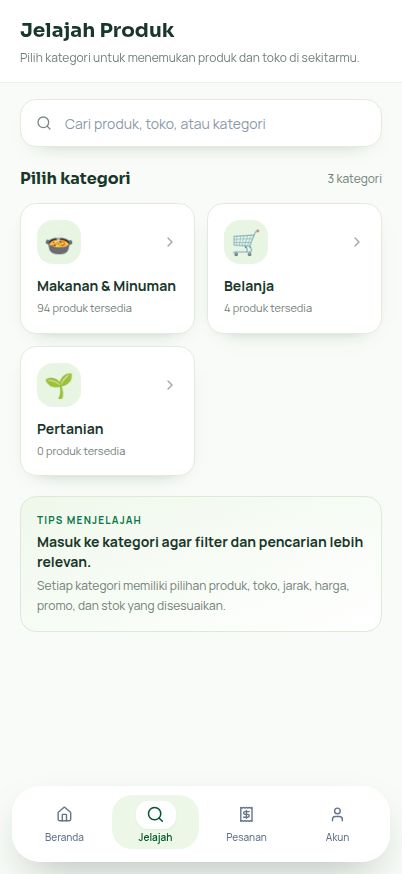 Jelajah Produk
Pilih kategori untuk menemukan produk dan toko di sekitarmu.
Cari produk, toko, atau kategori
Pilih kategori
3 kategori
Makanan & Minuman
94 produk tersedia
Belanja
4 produk tersedia
Pertanian
0 produk tersedia
TIPS MENJELAJAH
Masuk ke kategori agar filter dan pencarian lebih
relevan.
Setiap kategori memiliki pilihan produk, toko, jarak, harga,
promo, dan stok yang disesuaikan.
Beranda
Jelajah
Pesanan
Akun